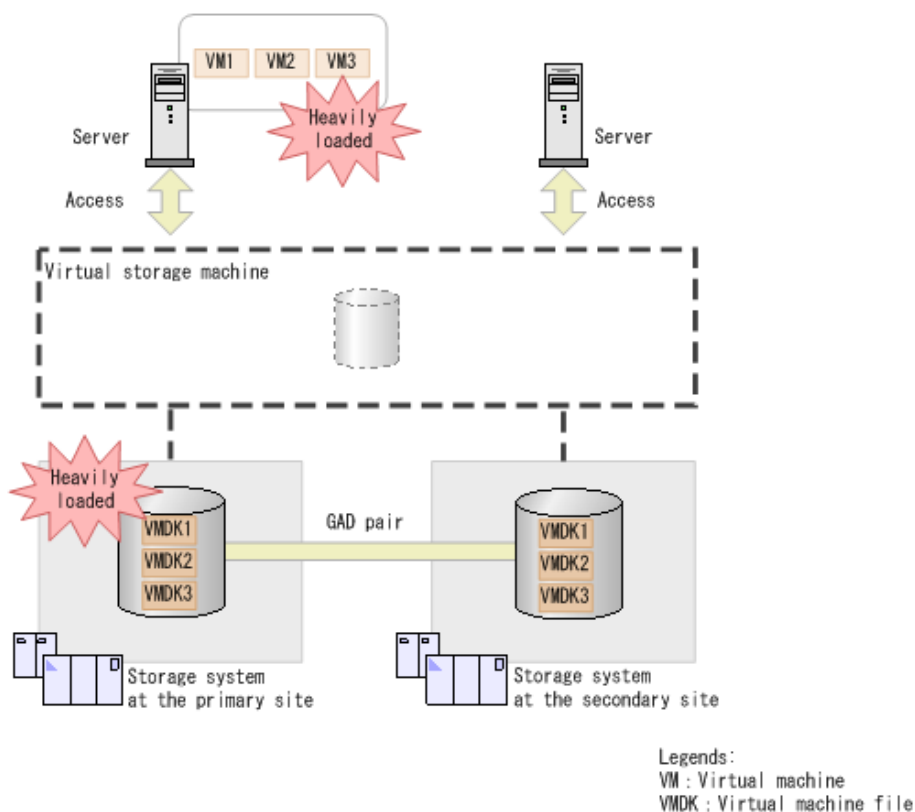 VM1 VM2 VM3
Heavily
loaded
Server
Server
Access
Access
Virtual storage machine
Heavily
loaded
GAD pair
VMDK1
VMDK2
VMDK3
VMDK1
VMDK2
VMDK3
Storage system
at the primary site
Storage system
at the secondary site
Legends:
VM : Virtual machine
VMDK : Virtual machine file